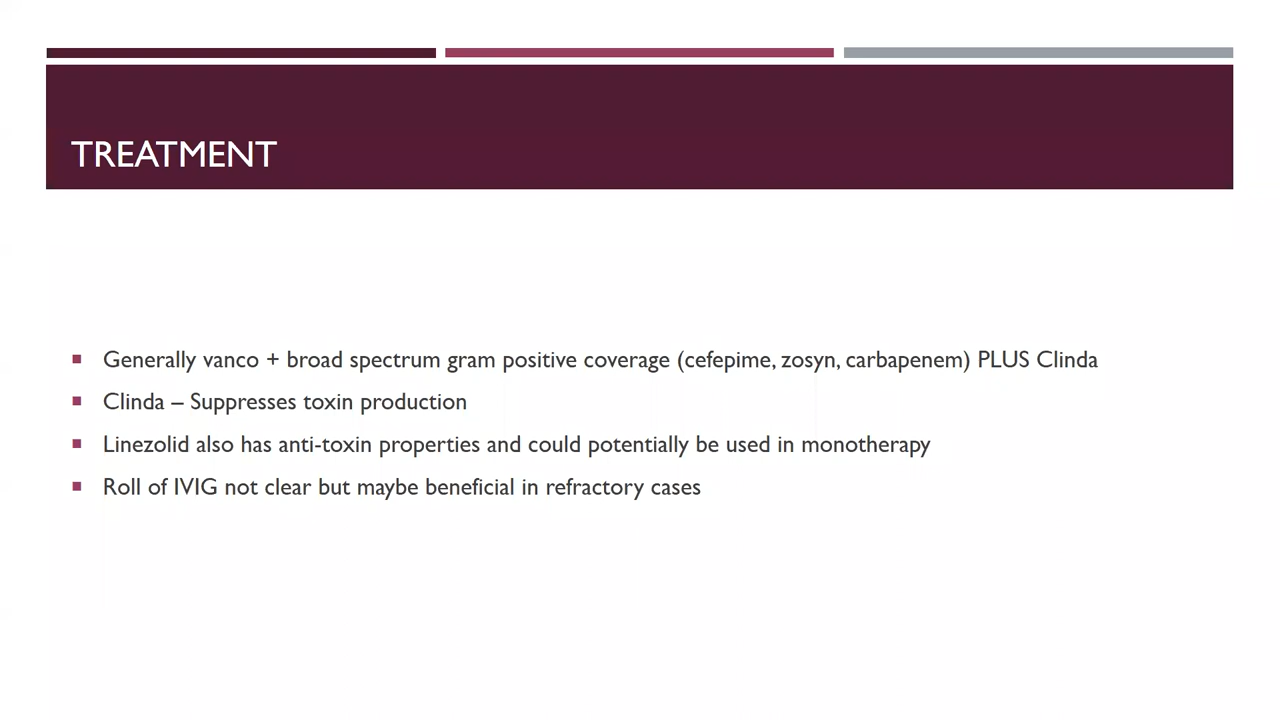 TREATMENT
Generally vanco + broad spectrum gram positive coverage (cefepime, zosyn, carbapenem) PLUS Clinda
Clinda – Suppresses toxin production
Linezolid also has anti-toxin properties and could potentially be used in monotherapy
Roll of IVIG not clear but maybe beneficial in refractory cases